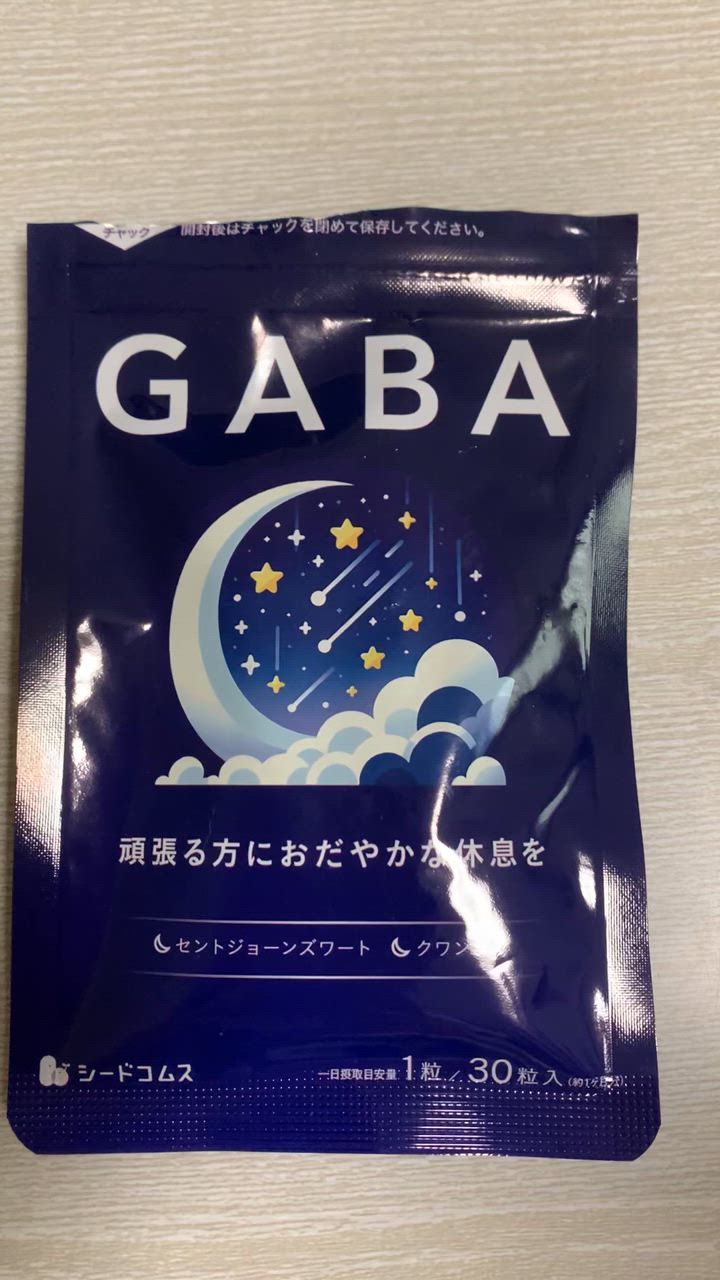 チャック
開封後はチャックを閉めて保存してください。
GABA
頑張る方におだやかな休息を
セントジョーンズワート クワン
シードコムス
一日摂取目安量 1粒 / 30粒入